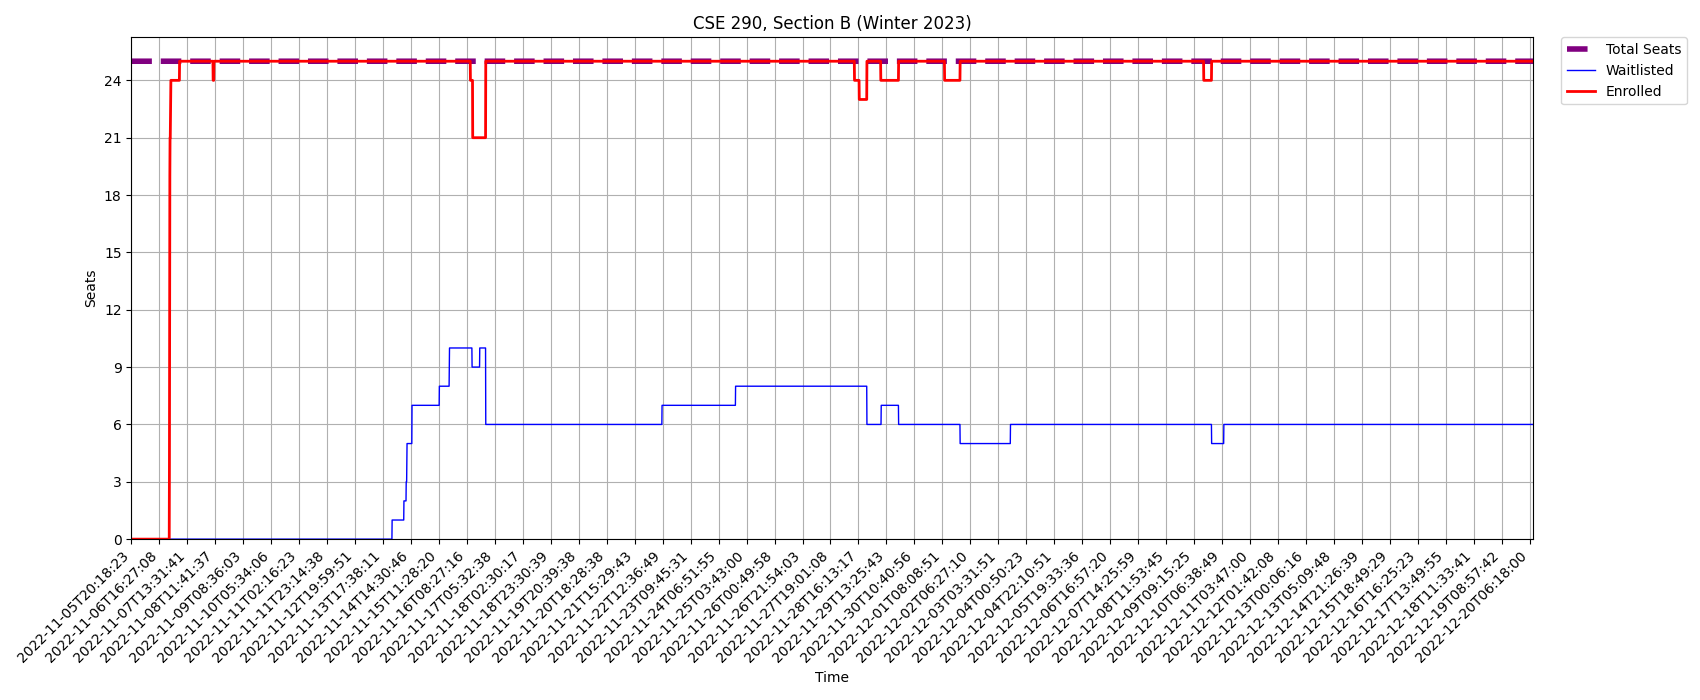 CSE 290, Section B (Winter 2023)
Total Seats
Waitlisted
Enrolled
Seats
24
21
18
15
12
9
6
3
0
2022-11-05T20:18:23
2022-11-06T16:27:08
2022-11-07T13:31:41
2022-11-08T11:41:37
2022-11-09T08:36:03
2022-11-10T05:34:06
2022-11-11T02:16:23
2022-11-11T23:14:38
2022-11-12T19:59:51
2022-11-13T17:38:11
2022-11-14T14:30:46
2022-11-15T11:28:20
2022-11-16T08:27:16
2022-11-17T05:32:38
2022-11-18T02:30:17
2022-11-18T23:30:39
2022-11-19T20:39:38
2022-11-20T18:28:38
2022-11-21T15:29:43
2022-11-22T12:36:49
2022-11-23T09:45:31
2022-11-24T06:51:55
2022-11-25T03:43:00
2022-11-26T00:49:58
2022-11-26T21:54:03
2022-11-27T19:01:08
2022-11-28T16:13:17
2022-11-29T13:25:43
2022-11-30T10:40:56
2022-12-01T08:08:51
2022-12-02T06:27:10
2022-12-03T03:31:51
2022-12-04T00:50:23
2022-12-04T22:10:51
2022-12-05T19:33:36
2022-12-06T16:57:20
2022-12-07T14:25:59
2022-12-08T11:53:45
2022-12-09T09:15:25
2022-12-10T06:38:49
2022-12-11T03:47:00
2022-12-12T01:42:08
2022-12-13T00:06:16
2022-12-13T05:09:48
2022-12-14T21:26:39
2022-12-15T18:49:29
2022-12-16T16:25:23
2022-12-17T13:49:55
2022-12-18T11:33:41
2022-12-19T08:57:42
2022-12-20T06:18:00
Time